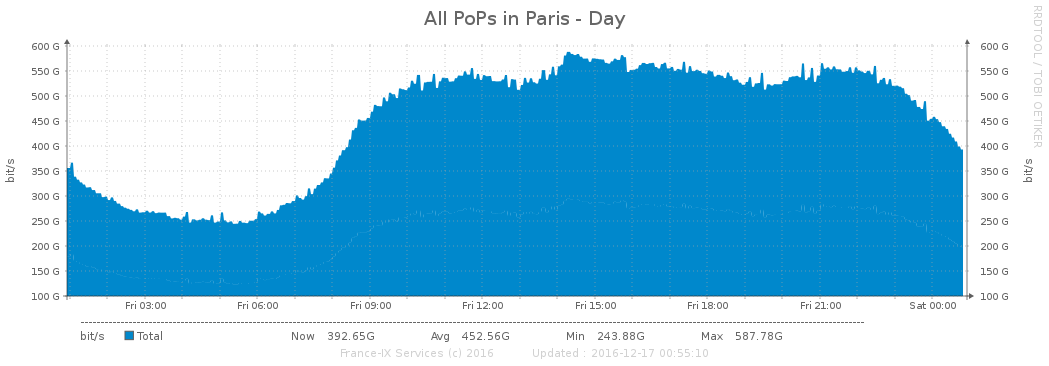 All PoPs in Paris - Day
RRDTOOL / TOBI OETIKER
bit/s
600 G
550 G
500 G
450 G
400 G
350 G
300 G
250 G
200 G
150 G
100 G
600 G
550 G
500 G
450 G
400 G
350 G
300 G
250 G
200 G
150 G
100 G
bit/s
Fri 03:00 Fri 06:00 Fri 09:00 Fri 12:00 Fri 15:00 Fri 18:00 Fri 21:00 Sat 00:00
bit/s Total Now 392.65G Avg 452.56G Min 243.88G Max 587.78G
France-IX Services (c) 2016 Updated : 2016-12-17 00:55:10